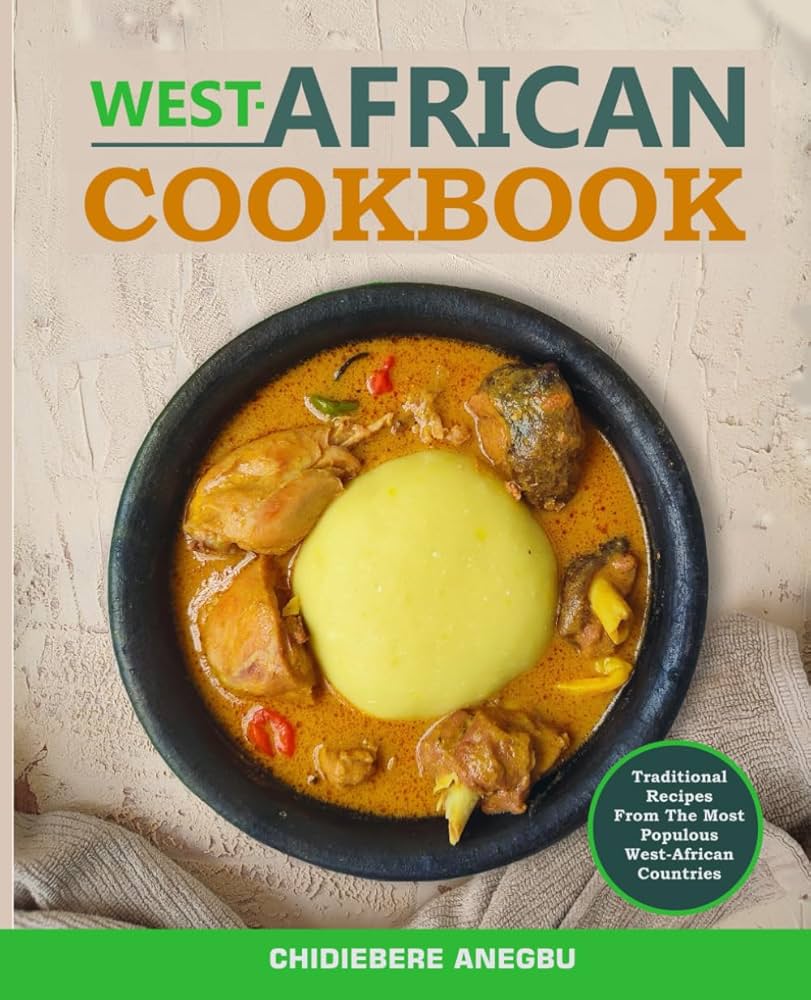 WEST-AFRICAN
COOKBOOK
Traditional
Recipes
From The Most
Populous
West-African
Countries
CHIDIEBERE ANEGBU